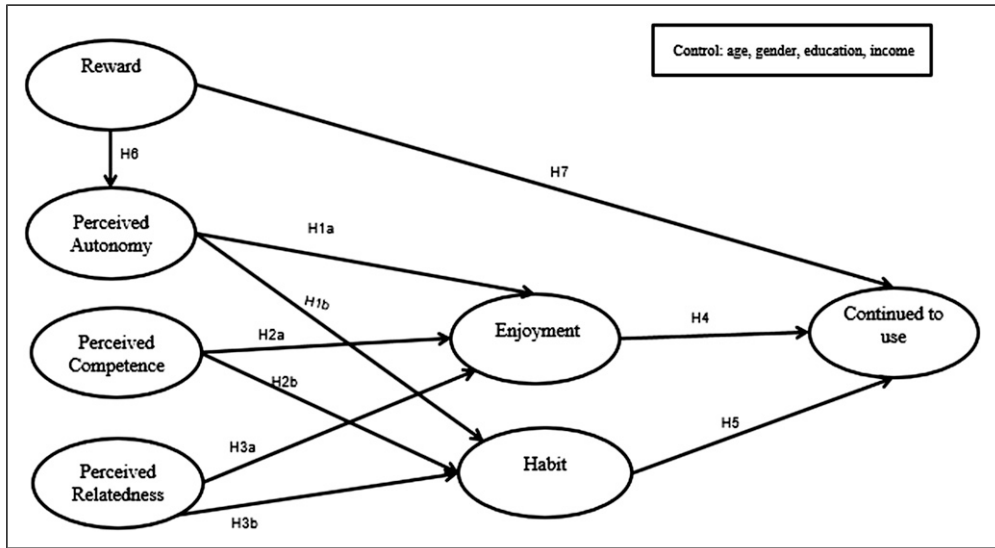 Control: age, gender, education, income
Reward
H6
H7
Perceived
Autonomy
H1a
H1b
Enjoyment
H4
Continued to
use
Perceived
Competence
H2a
H2b
H3a
H5
Perceived
Relatedness
Habit
H3b